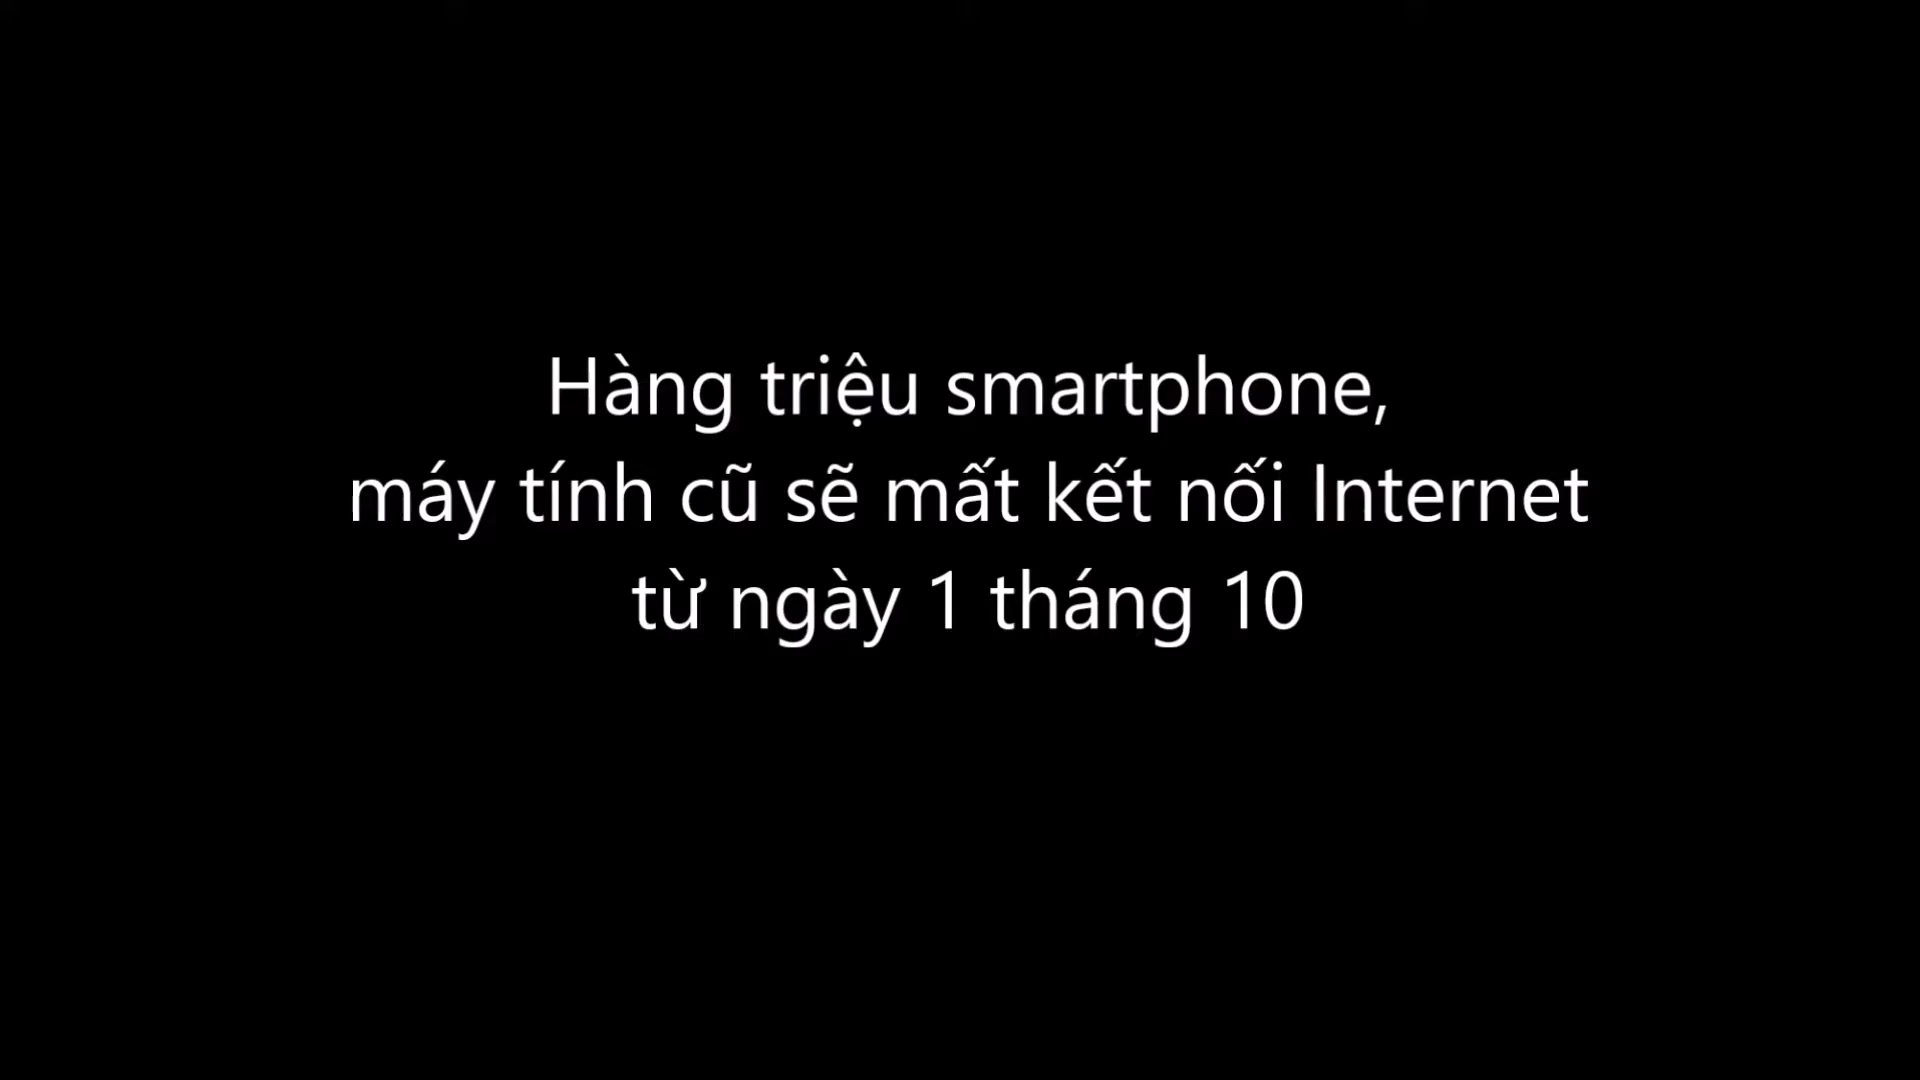 Hàng triệu smartphone,
máy tính cũ sẽ mất kết nối Internet
từ ngày 1 tháng 10